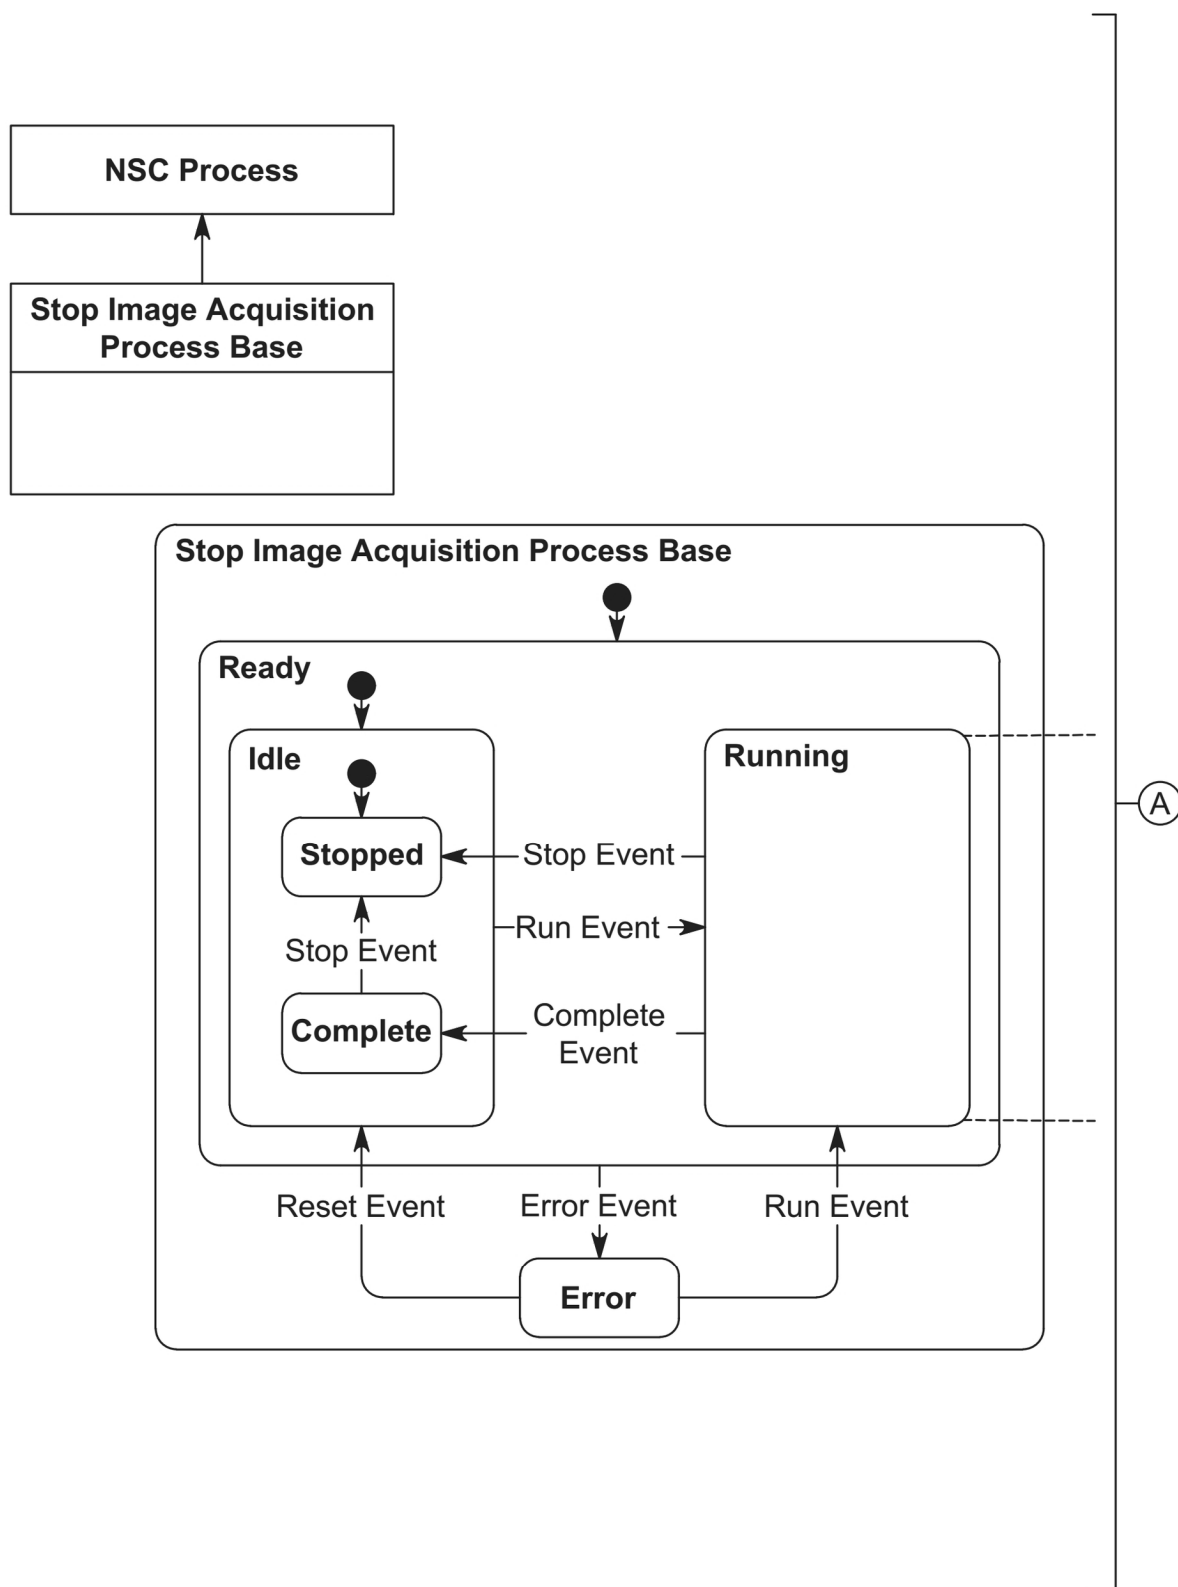 NSC Process
Stop Image Acquisition
Process Base
Stop Image Acquisition Process Base
Ready
Idle
Running
A
Stopped
Stop Event
Run Event
Stop Event
Complete
Complete
Event
Reset Event
Error Event
Run Event
Error